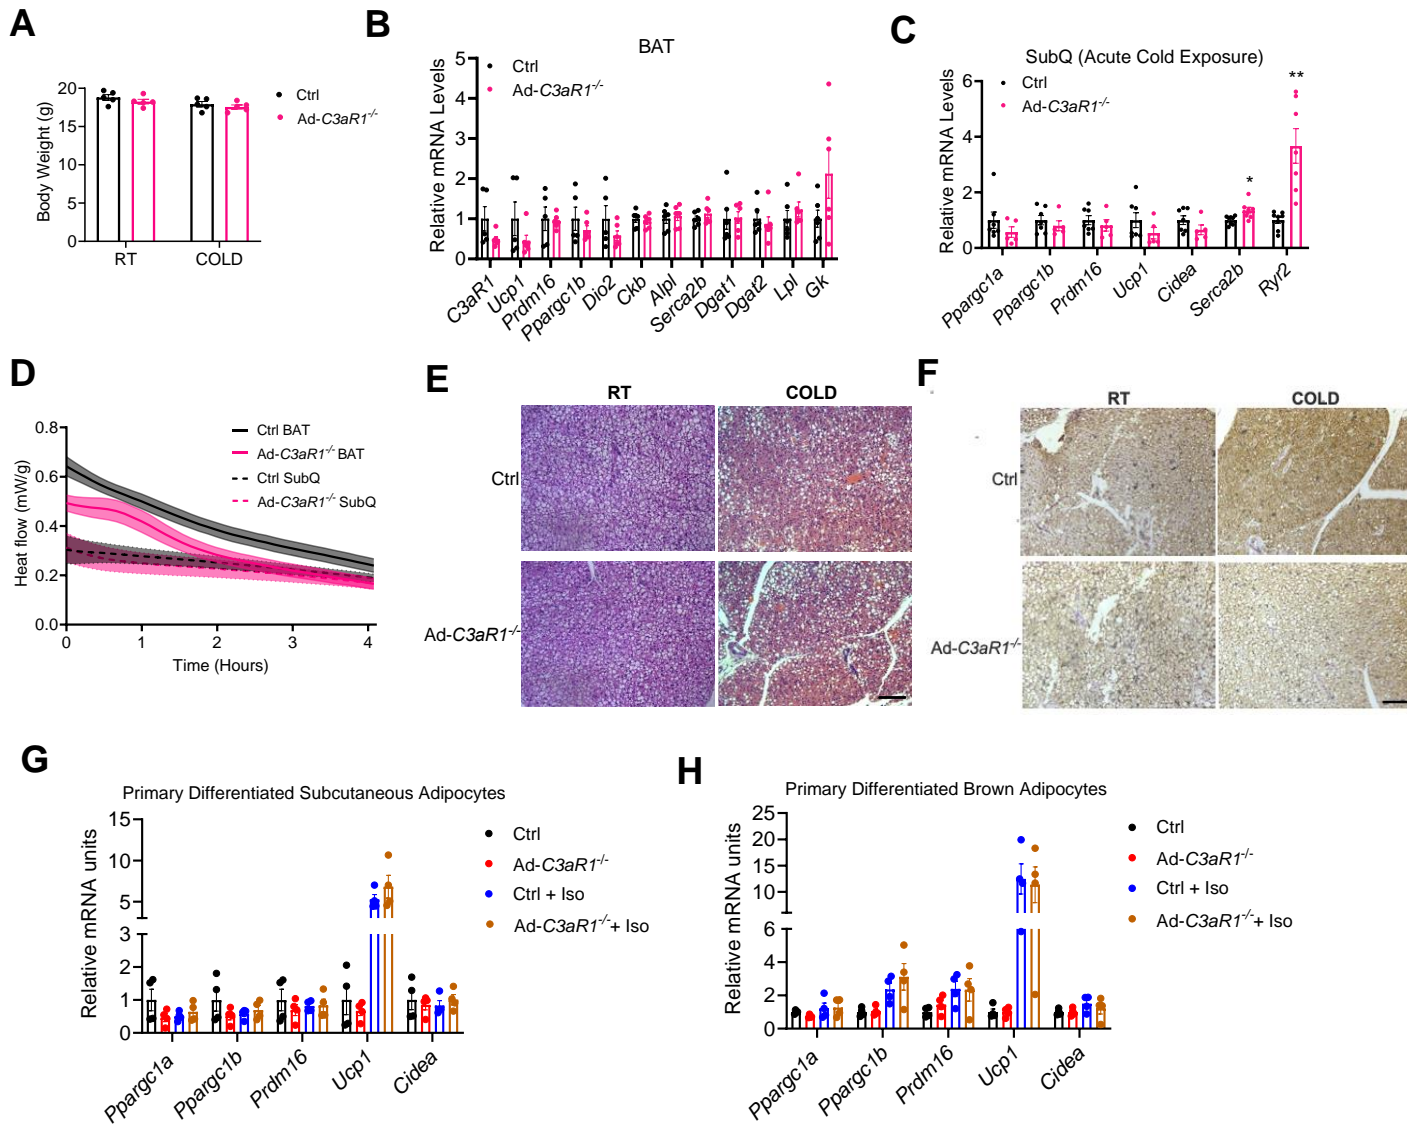 A
Body Weight (g)
20
15
10
5
0
RT
COLD
Ctrl
Ad-C3aR1-/-
B
BAT
Relative mRNA Levels
5
4
3
2
1
0
Ctrl
Ad-C3aR1-/-
C3aR1
Ucp1
Prdm16
Ppargc1b
Dio2
Ckb
Alpl
Serca2b
Dgat1
Dgat2
Lpl
Gk
C
SubQ (Acute Cold Exposure)
Relative mRNA Levels
6
4
2
0
Ctrl
Ad-C3aR1-/-
*
**
Ppargc1a
Ppargc1b
Prdm16
Ucp1
Cidea
Serca2b
Ryr2
D
Heat flow (mW/g)
0.8
0.6
0.4
0.2
0.0
0
1
2
3
4
Time (Hours)
Ctrl BAT
Ad-C3aR1-/- BAT
Ctrl SubQ
Ad-C3aR1-/- SubQ
E
RT
COLD
Ctrl
Ad-C3aR1-/-
F
RT
COLD
Ctrl
Ad-C3aR1-/-
G
Primary Differentiated Subcutaneous Adipocytes
Relative mRNA units
15
10
5
3
2
1
0
Ctrl
Ad-C3aR1-/-
Ctrl + Iso
Ad-C3aR1-/-+ Iso
Ppargc1a
Ppargc1b
Prdm16
Ucp1
Cidea
H
Primary Differentiated Brown Adipocytes
Relative mRNA units
25
20
15
10
6
4
2
0
Ctrl
Ad-C3aR1-/-
Ctrl + Iso
Ad-C3aR1-/-+ Iso
Ppargc1a
Ppargc1b
Prdm16
Ucp1
Cidea